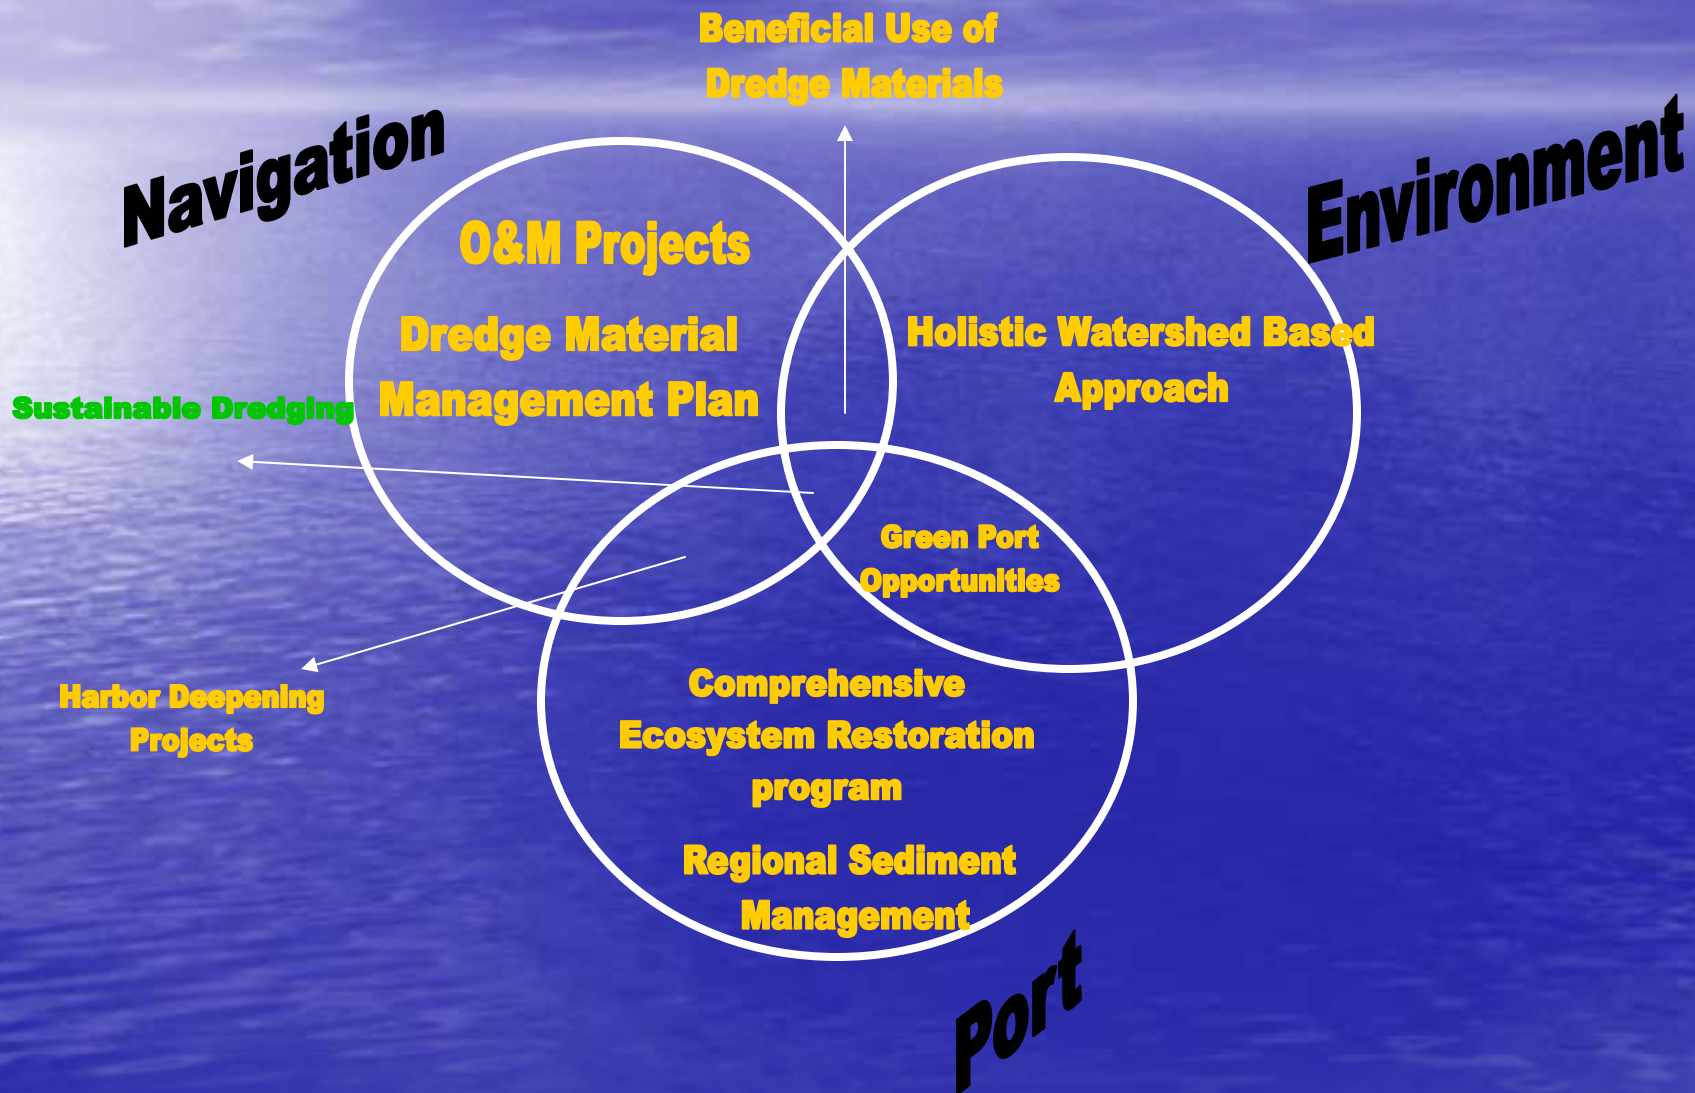 Beneficial Use of
Dredge Materials
Navigation
Environment
O&M Projects
Dredge Material
Management Plan
Holistic Watershed Based
Approach
Sustainable Dredging
Green Port
Opportunities
Harbor Deepening
Projects
Comprehensive
Ecosystem Restoration
program
Regional Sediment
Management
Port